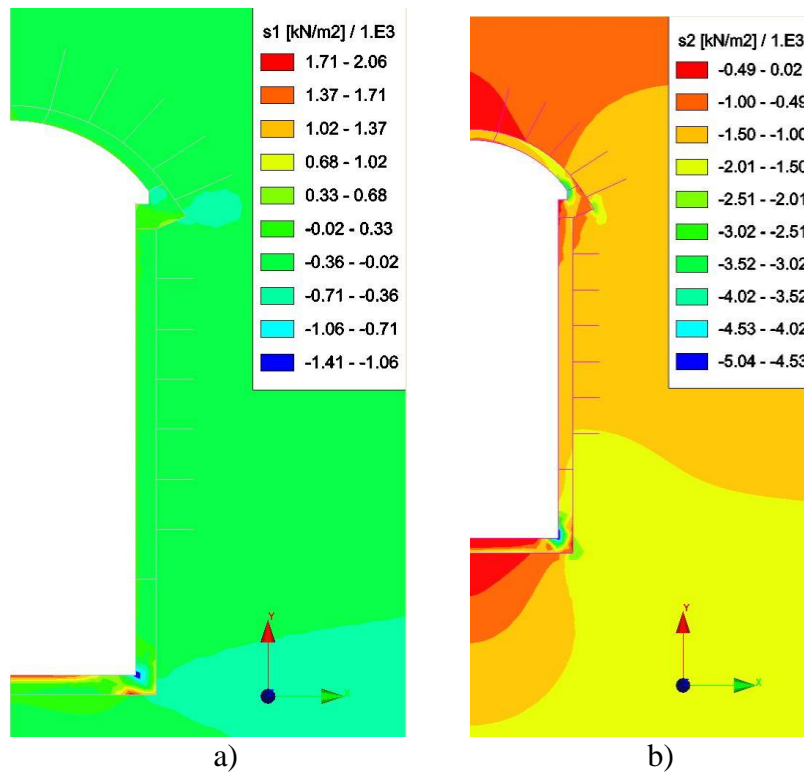 s1 [kN/m2] / 1.E3
1.71 - 2.06
1.37 - 1.71
1.02 - 1.37
0.68 - 1.02
0.33 - 0.68
-0.02 - 0.33
-0.36 - -0.02
-0.71 - -0.36
-1.06 - -0.71
-1.41 - -1.06
Y
X
a)
s2 [kN/m2] / 1.E3
-0.49 - 0.02
-1.00 - -0.49
-1.50 - -1.00
-2.01 - -1.50
-2.51 - -2.01
-3.02 - -2.51
-3.52 - -3.02
-4.02 - -3.52
-4.53 - -4.02
-5.04 - -4.53
Y
X
b)